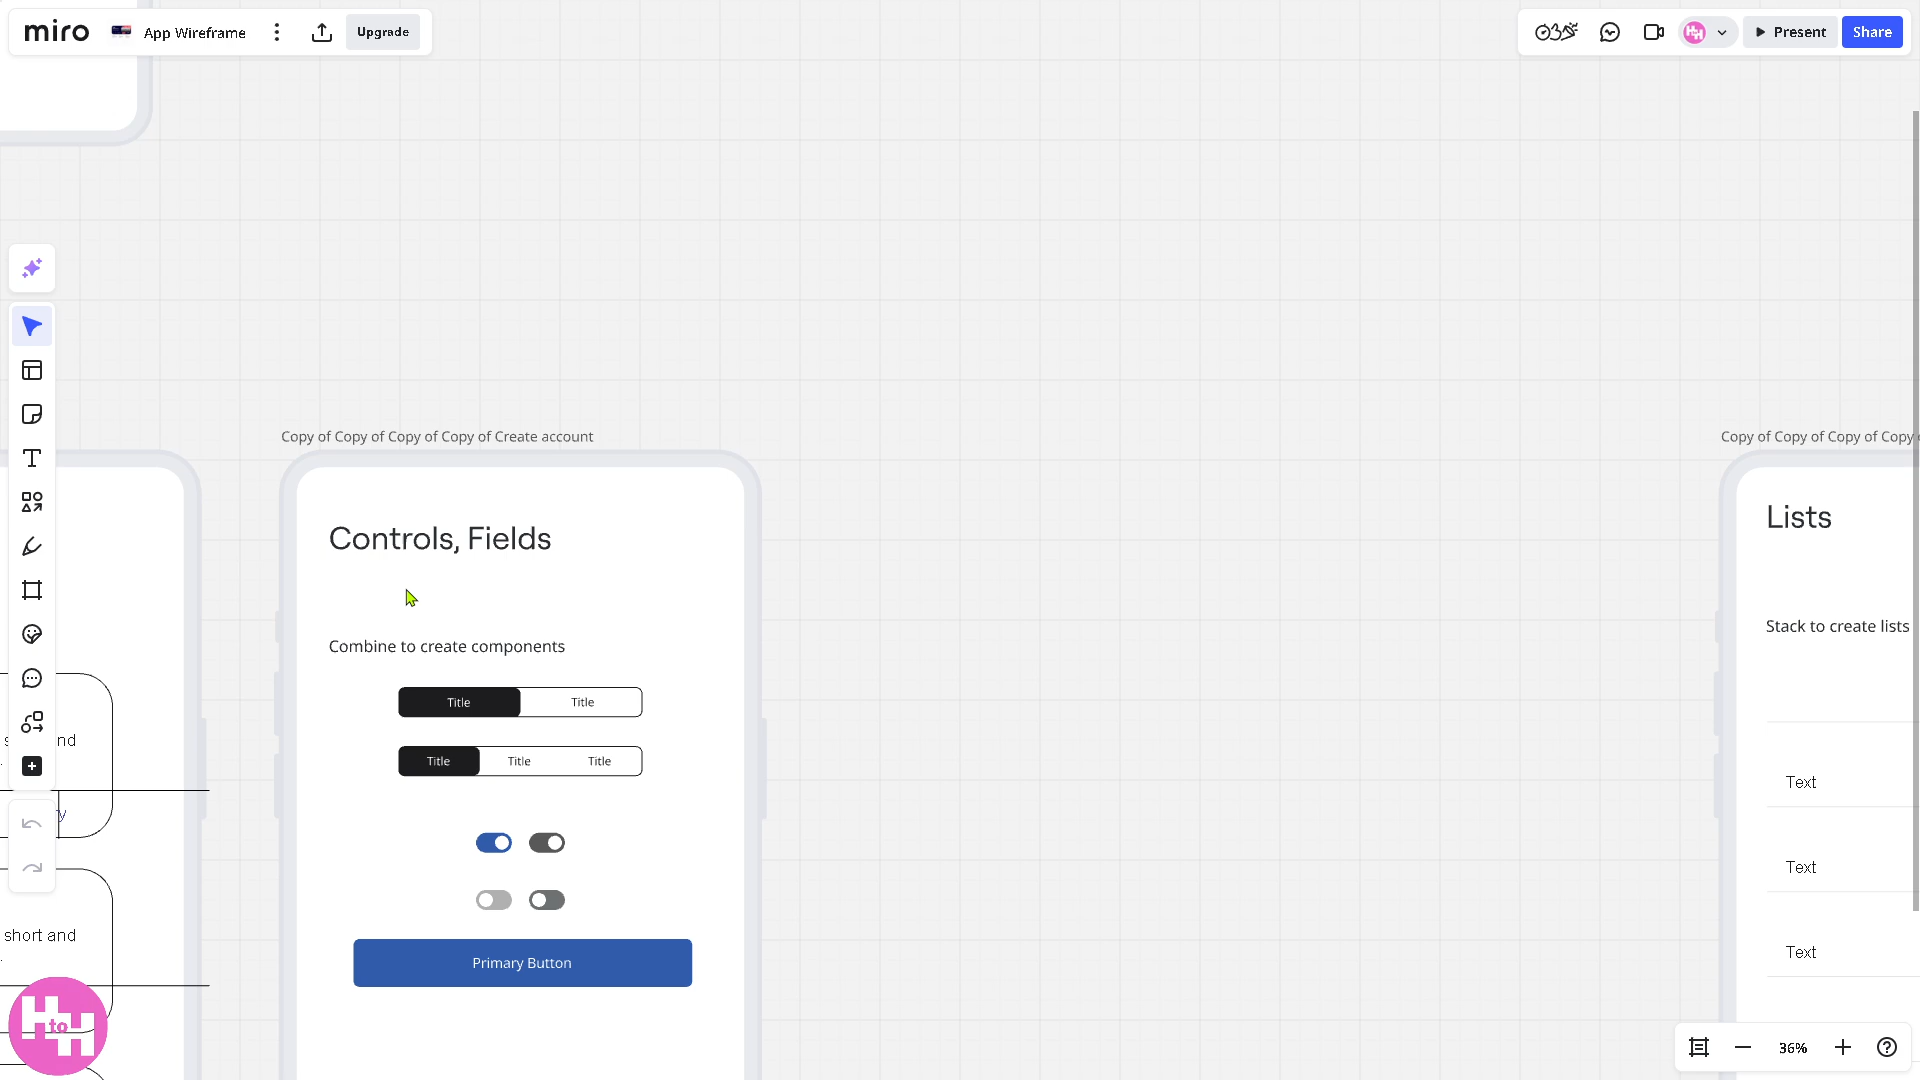 miro
App Wireframe
Upgrade
Present
Share
Copy of Copy of Copy of Copy of Create account
Copy of Copy of Copy of Copy
Controls, Fields
Lists
Combine to create components
Stack to create lists
Title Title
Title Title Title
nd
y
Text
Text
short and
Text
Primary Button
H to H
36%